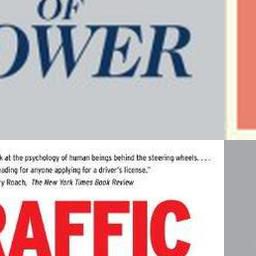 OF
OWER
k at the psychology of human beings behind the steering wheels. . . .
eading for anyone applying for a driver's license."
ry Roach, The New York Times Book Review
RAFFIC